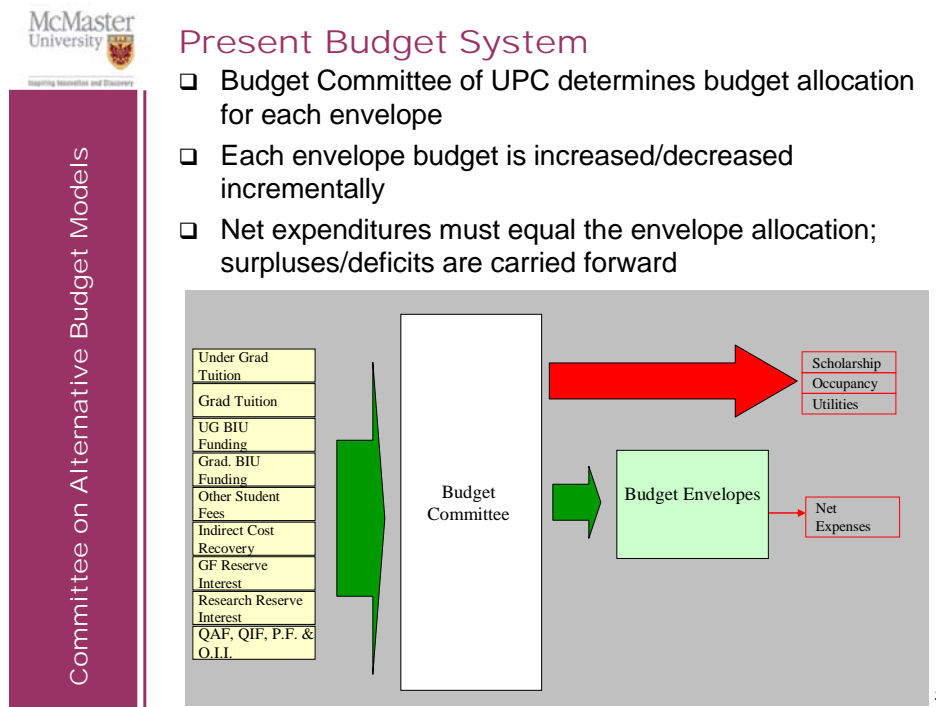 McMaster
University
Inspiring Innovation and Discovery
Committee on Alternative Budget Models
Present Budget System
Budget Committee of UPC determines budget allocation
for each envelope
Each envelope budget is increased/decreased
incrementally
Net expenditures must equal the envelope allocation;
surpluses/deficits are carried forward
Under Grad
Tuition
Grad Tuition
UG BIU
Funding
Grad. BIU
Funding
Other Student
Fees
Indirect Cost
Recovery
GF Reserve
Interest
Research Reserve
Interest
QAF, QIF, P.F. &
O.I.I.
Budget
Committee
Budget Envelopes
Scholarship
Occupancy
Utilities
Net
Expenses